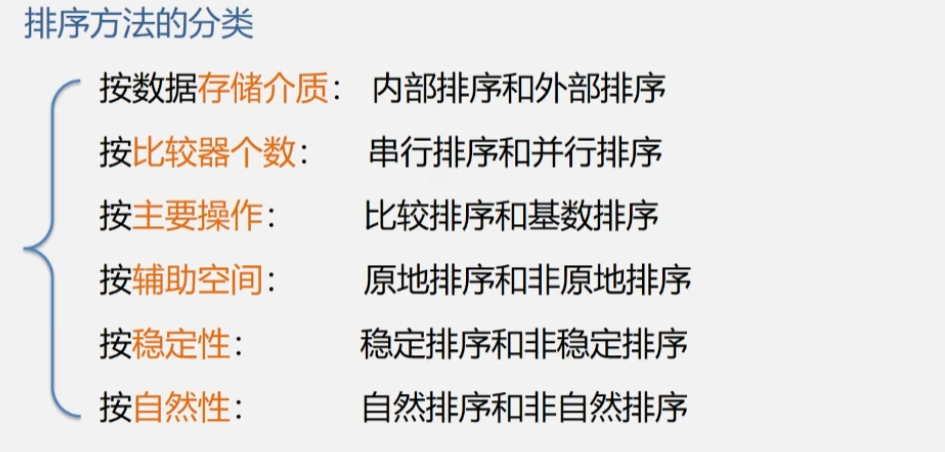 排序方法的分类
按数据存储介质： 内部排序和外部排序
按比较器个数： 串行排序和并行排序
按主要操作： 比较排序和基数排序
按辅助空间： 原地排序和非原地排序
按稳定性： 稳定排序和非稳定排序
按自然性： 自然排序和非自然排序